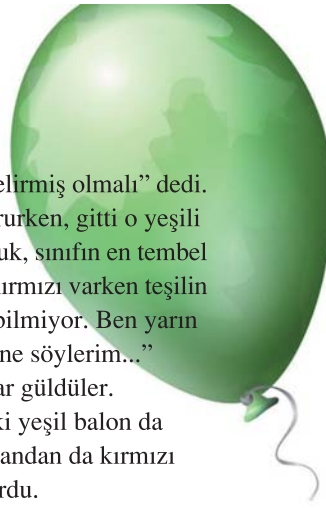 elirmiş olmalı” dedi.
rurken, gitti o yeşili
uk, sınıfın en tembel
ırmızı varken teşilin
bilmiyor. Ben yarın
ne söylerim...”
ar güldüler.
ki yeşil balon da
andan da kırmızı
rdu.